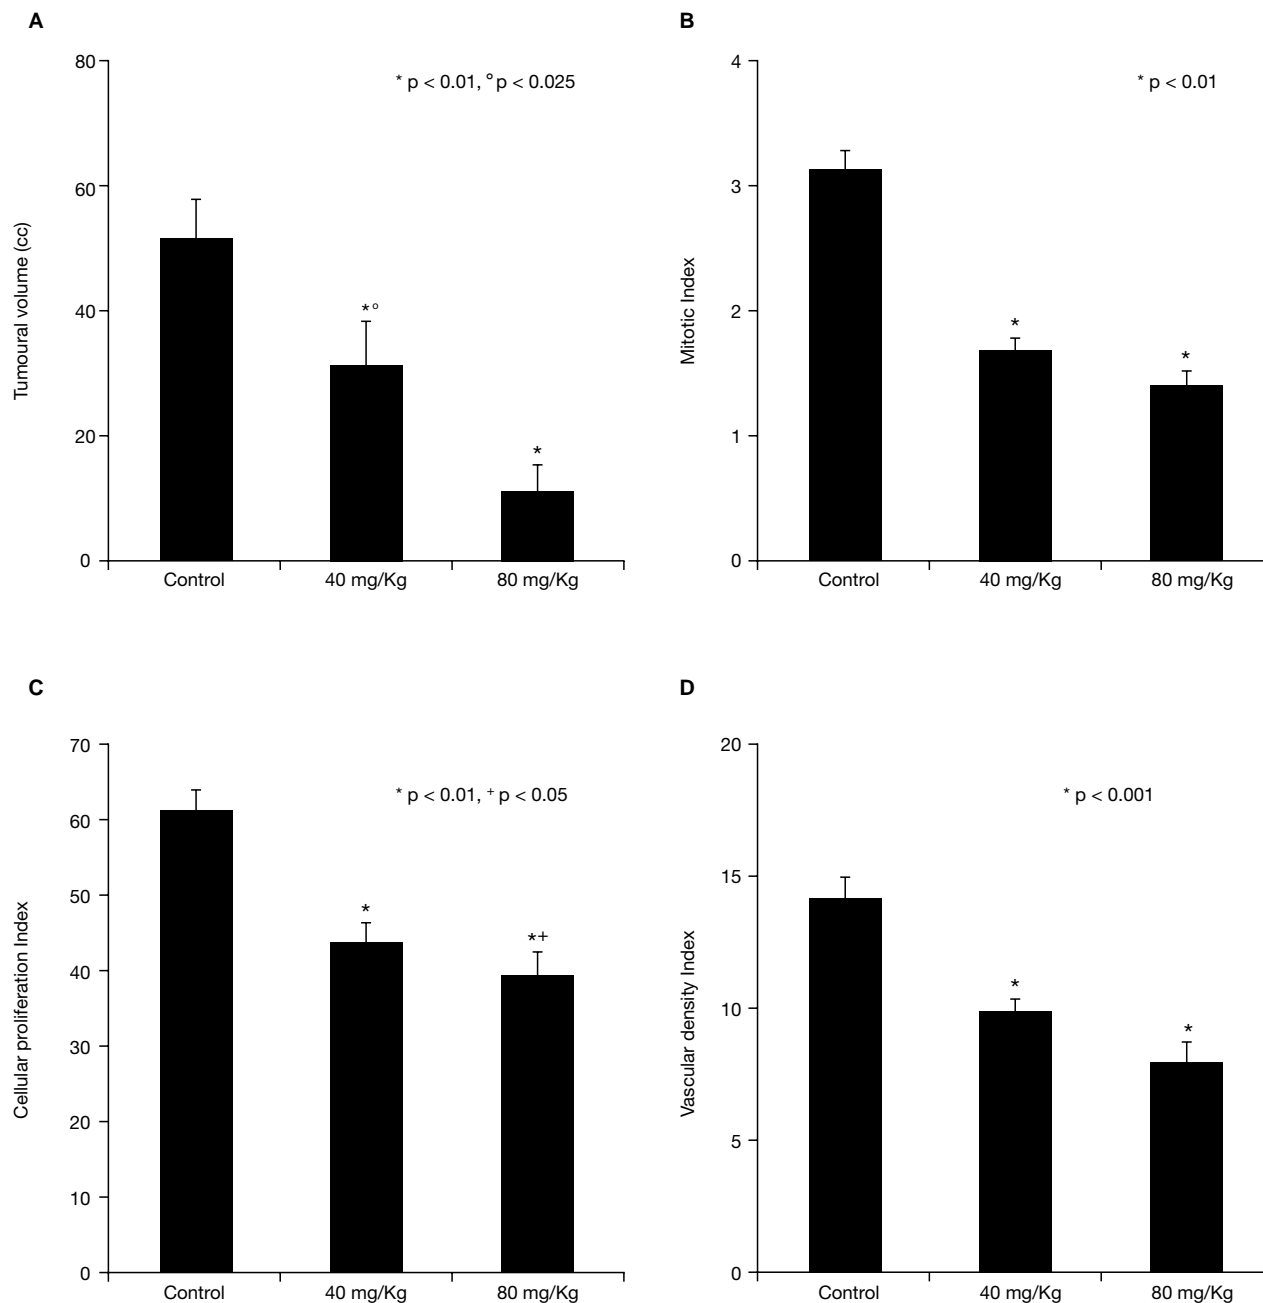 A
Tumoural volume (cc)
80
60
40
20
0
* p < 0.01, °p < 0.025
*°
*
Control 40 mg/Kg 80 mg/Kg
B
Mitotic Index
4
3
2
1
0
* p < 0.01
*
*
Control 40 mg/Kg 80 mg/Kg
C
Cellular proliferation Index
70
60
50
40
30
20
10
0
* p < 0.01, + p < 0.05
*
*+
Control 40 mg/Kg 80 mg/Kg
D
Vascular density Index
20
15
10
5
0
* p < 0.001
*
*
Control 40 mg/Kg 80 mg/Kg